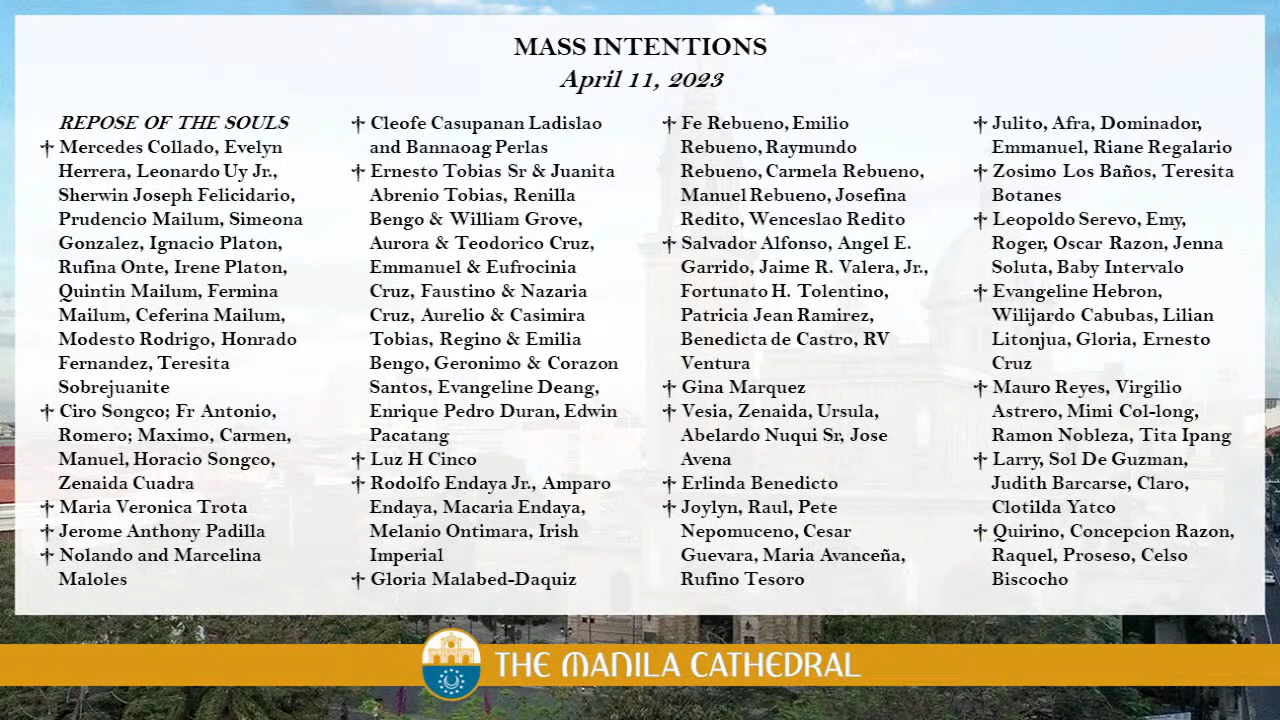 MASS INTENTIONS
April 11, 2023
REPOSE OF THE SOULS
✝ Mercedes Collado, Evelyn
Herrera, Leonardo Uy Jr.,
Sherwin Joseph Felicidario,
Prudencio Mailum, Simeona
Gonzalez, Ignacio Platon,
Rufina Onte, Irene Platon,
Quintin Mailum, Fermina
Mailum, Ceferina Mailum,
Modesto Rodrigo, Honrado
Fernandez, Teresita
Sobrejuanite
✝ Ciro Songco; Fr Antonio,
Romero; Maximo, Carmen,
Manuel, Horacio Songco,
Zenaida Cuadra
✝ Maria Veronica Trota
✝ Jerome Anthony Padilla
✝ Nolando and Marcelina
Maloles
✝ Cleofe Casupanan Ladislao
and Bannaoag Perlas
✝ Ernesto Tobias Sr & Juanita
Abrenio Tobias, Renilla
Bengo & William Grove,
Aurora & Teodorico Cruz,
Emmanuel & Eufrocinia
Cruz, Faustino & Nazaria
Cruz, Aurelio & Casimira
Tobias, Regino & Emilia
Bengo, Geronimo & Corazon
Santos, Evangeline Deang,
Enrique Pedro Duran, Edwin
Pacatang
✝ Luz H Cinco
✝ Rodolfo Endaya Jr., Amparo
Endaya, Macaria Endaya,
Melanio Ontimara, Irish
Imperial
✝ Gloria Malabed-Daquiz
✝ Fe Rebueno, Emilio
Rebueno, Raymundo
Rebueno, Carmela Rebueno,
Manuel Rebueno, Josefina
Redito, Wenceslao Redito
✝ Salvador Alfonso, Angel E.
Garrido, Jaime R. Valera, Jr.,
Fortunato H. Tolentino,
Patricia Jean Ramirez,
Benedicta de Castro, RV
Ventura
✝ Gina Marquez
✝ Vesia, Zenaida, Ursula,
Abelardo Nuqui Sr, Jose
Avena
✝ Erlinda Benedicto
✝ Joylyn, Raul, Pete
Nepomuceno, Cesar
Guevara, Maria Avanceña,
Rufino Tesoro
✝ Julito, Afra, Dominador,
Emmanuel, Riane Regalario
✝ Zosimo Los Baños, Teresita
Botanes
✝ Leopoldo Serevo, Emy,
Roger, Oscar Razon, Jenna
Soluta, Baby Intervalo
✝ Evangeline Hebron,
Wilijardo Cabubas, Lilian
Litonjua, Gloria, Ernesto
Cruz
✝ Mauro Reyes, Virgilio
Astrero, Mimi Col-long,
Ramon Nobleza, Tita Ipang
✝ Larry, Sol De Guzman,
Judith Barcarse, Claro,
Clotilda Yatco
✝ Quirino, Concepcion Razon,
Raquel, Proseso, Celso
Biscocho
THE MANILA CATHEDRAL